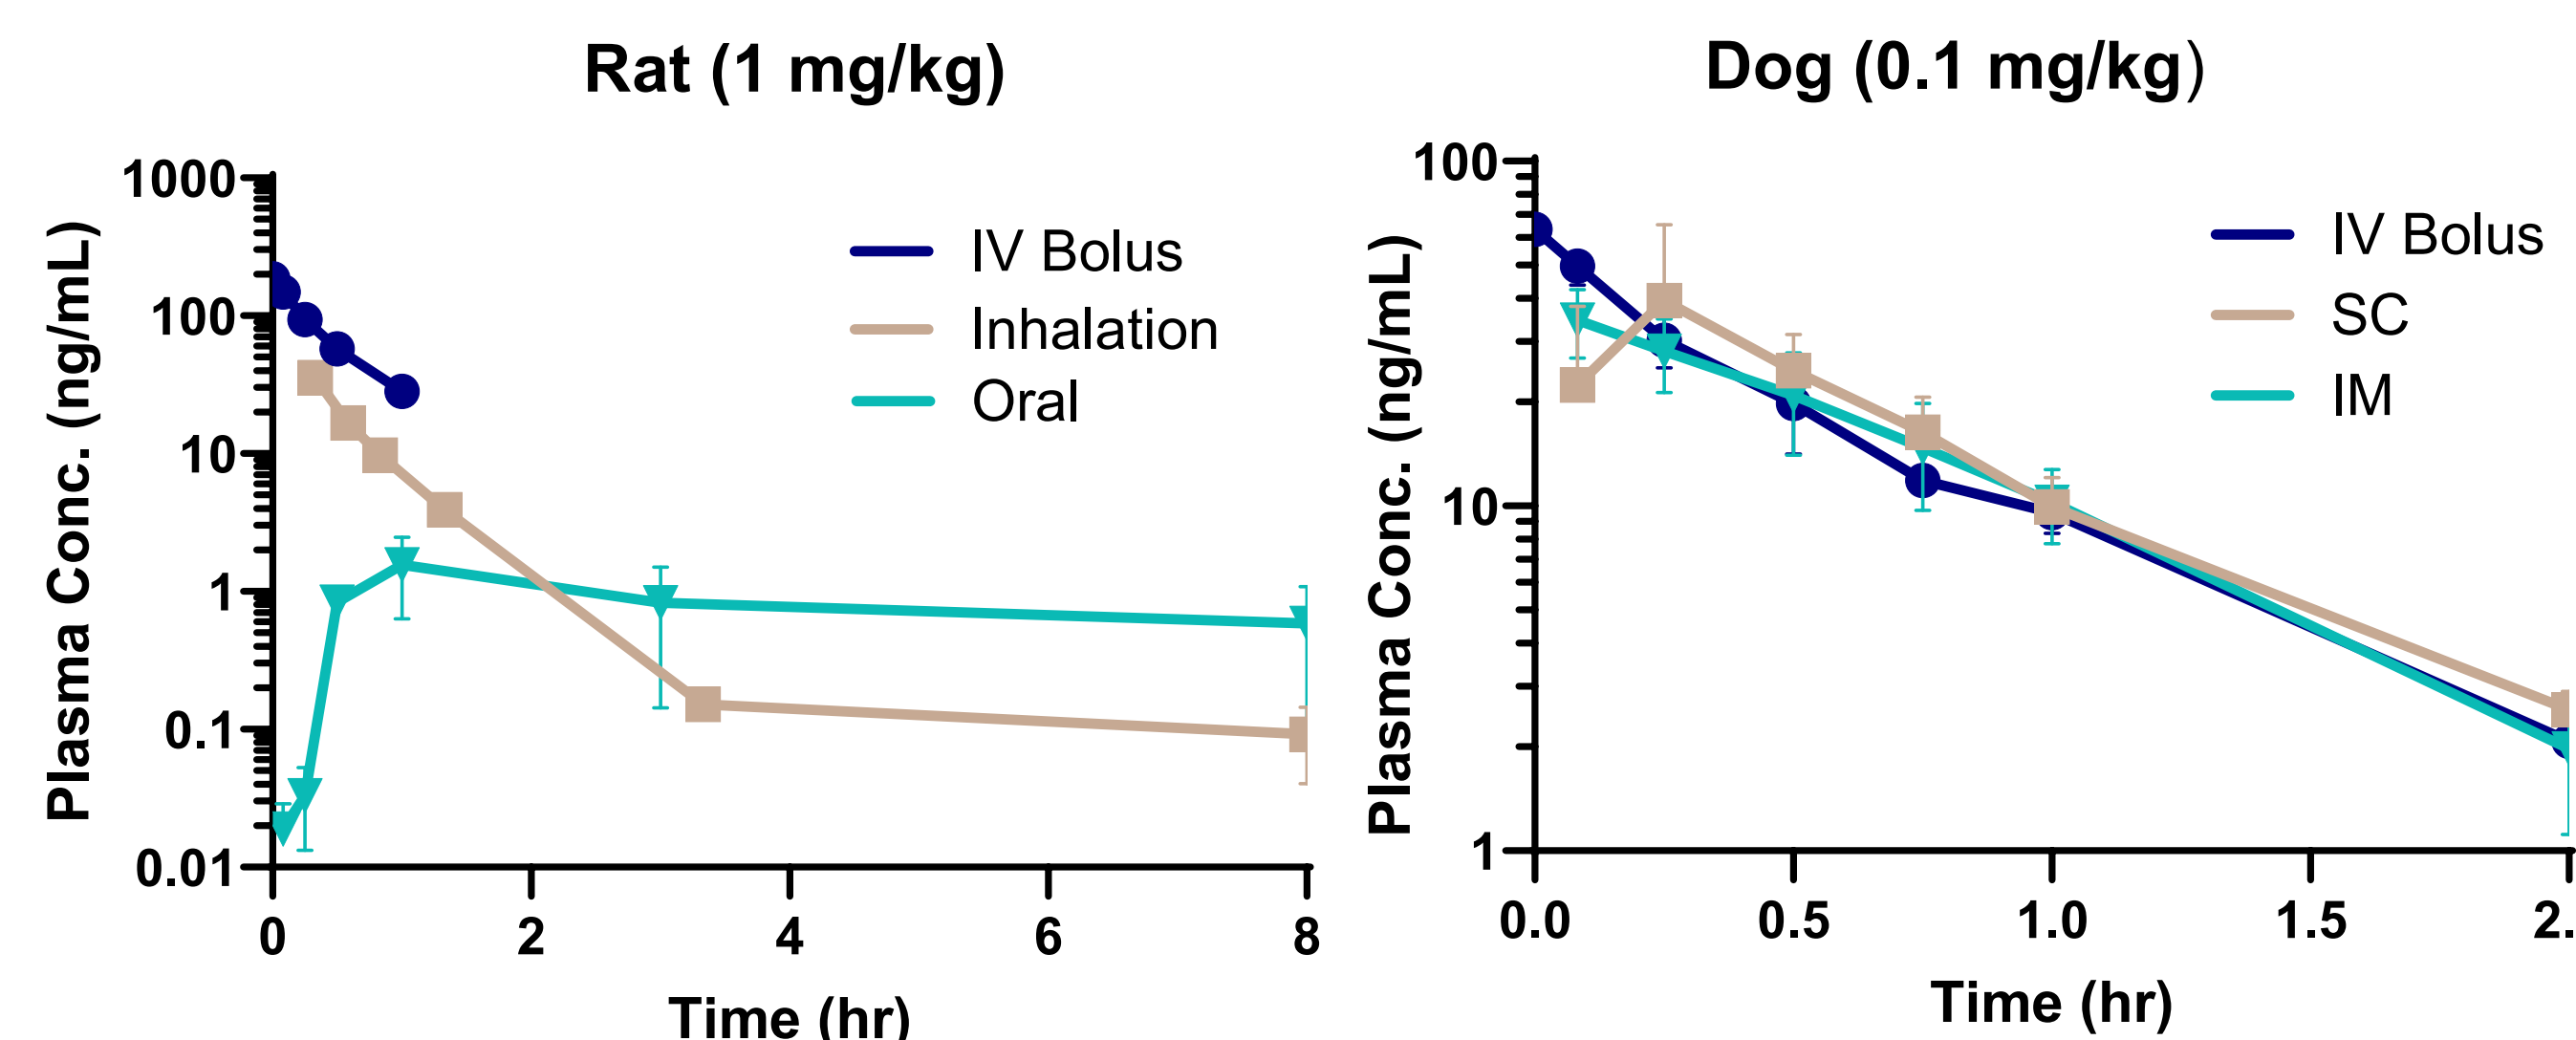 Rat (1 mg/kg)
Plasma Conc. (ng/mL)
1000
100
10
1
0.1
0.01
IV Bolus
Inhalation
Oral
0 2 4 6 8
Time (hr)
Dog (0.1 mg/kg)
Plasma Conc. (ng/mL)
100
10
1
IV Bolus
SC
IM
0.0 0.5 1.0 1.5 2.
Time (hr)